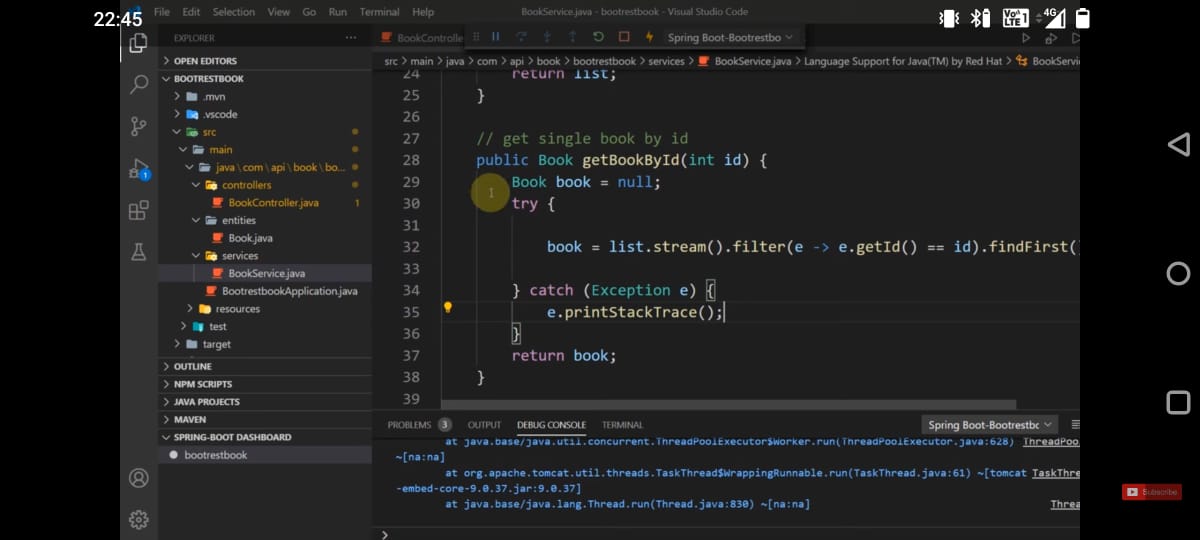 22:45
File Edit Selection View Go Run Terminal Help
BookService.java - bootrestbook - Visual Studio Code
VoLTE1 4G
EXPLORER ...
BookControlle
Spring Boot-Bootrestbo
OPEN EDITORS
BOOTRESTBOOK
.mvn
.vscode
src
main
java\com\api\book\bo...
controllers
BookController.java 1
entities
Book.java
services
BookService.java
BootrestbookApplication.java
resources
test
target
OUTLINE
NPM SCRIPTS
JAVA PROJECTS
MAVEN
SPRING-BOOT DASHBOARD
bootrestbook
1
src > main > java > com > api > book > bootrestbook > services > BookService.java > Language Support for Java(TM) by Red Hat > BookServic
24 return list;
25 }
26
27 // get single book by id
28 public Book getBookById(int id) {
29 Book book = null;
30 try {
31
32 book = list.stream().filter(e -> e.getId() == id).findFirst()
33
34 } catch (Exception e) {
35 e.printStackTrace();
36 }
37 return book;
38 }
39
PROBLEMS 3 OUTPUT DEBUG CONSOLE TERMINAL
Spring Boot-Bootrestbc
at java.base/java.util.concurrent.ThreadPoolExecutor$Worker.run(ThreadPoolExecutor.java:628) ThreadPoo
~[na:na]
at org.apache.tomcat.util.threads.TaskThread$WrappingRunnable.run(TaskThread.java:61) ~[tomcat TaskThre
-embed-core-9.0.37.jar:9.0.37]
at java.base/java.lang.Thread.run(Thread.java:830) ~[na:na] Threa
>
Subscribe